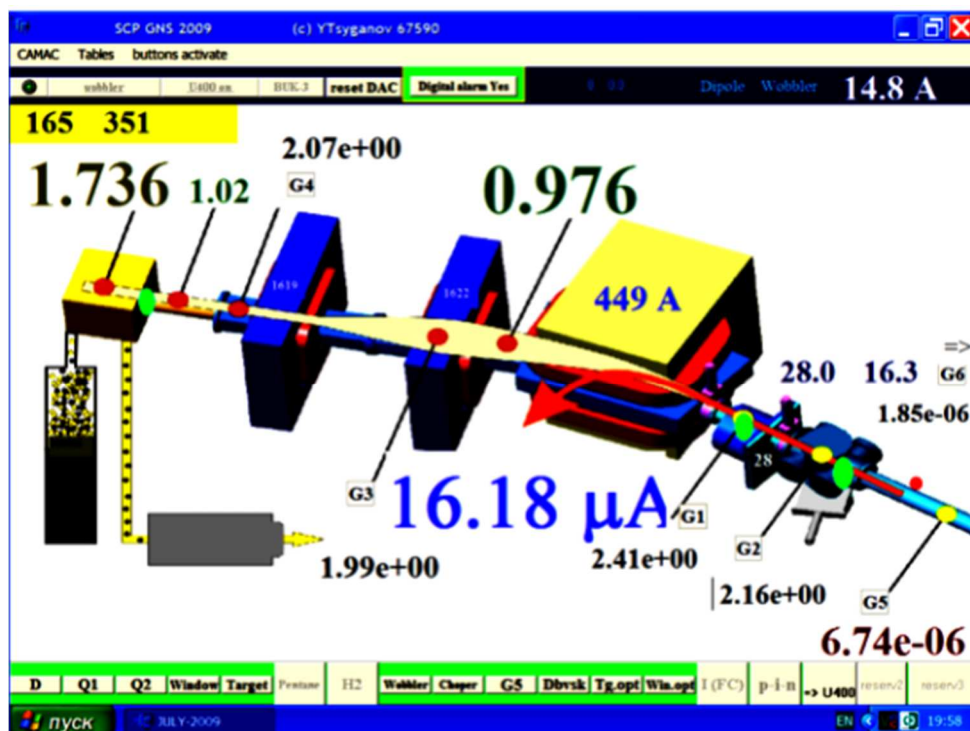 SCP GNS 2009 (c) YTsyganov 67590
CAMAC Tables buttons activate
wobbler U400 BUK-3 reset DAC Digital alarm Yes Dipole Wobbler 14.8 A
165 351
2.07e+00
G4
1.736 1.02 0.976
1619
1622
449 A
=>
28.0 16.3 G6
1.85e-06
28
G3
16.18 µA
G1
2.41e+00
G2
1.99e+00
2.16e+00
G5
6.74e-06
D Q1 Q2 Window Target Pentane H2 Wobbler Choper G5 Dbvsk Tg.opt Win.opt I (FC) p-i-n => U400 reserv2 reserv3
пуск JULY-2009 EN 19:58